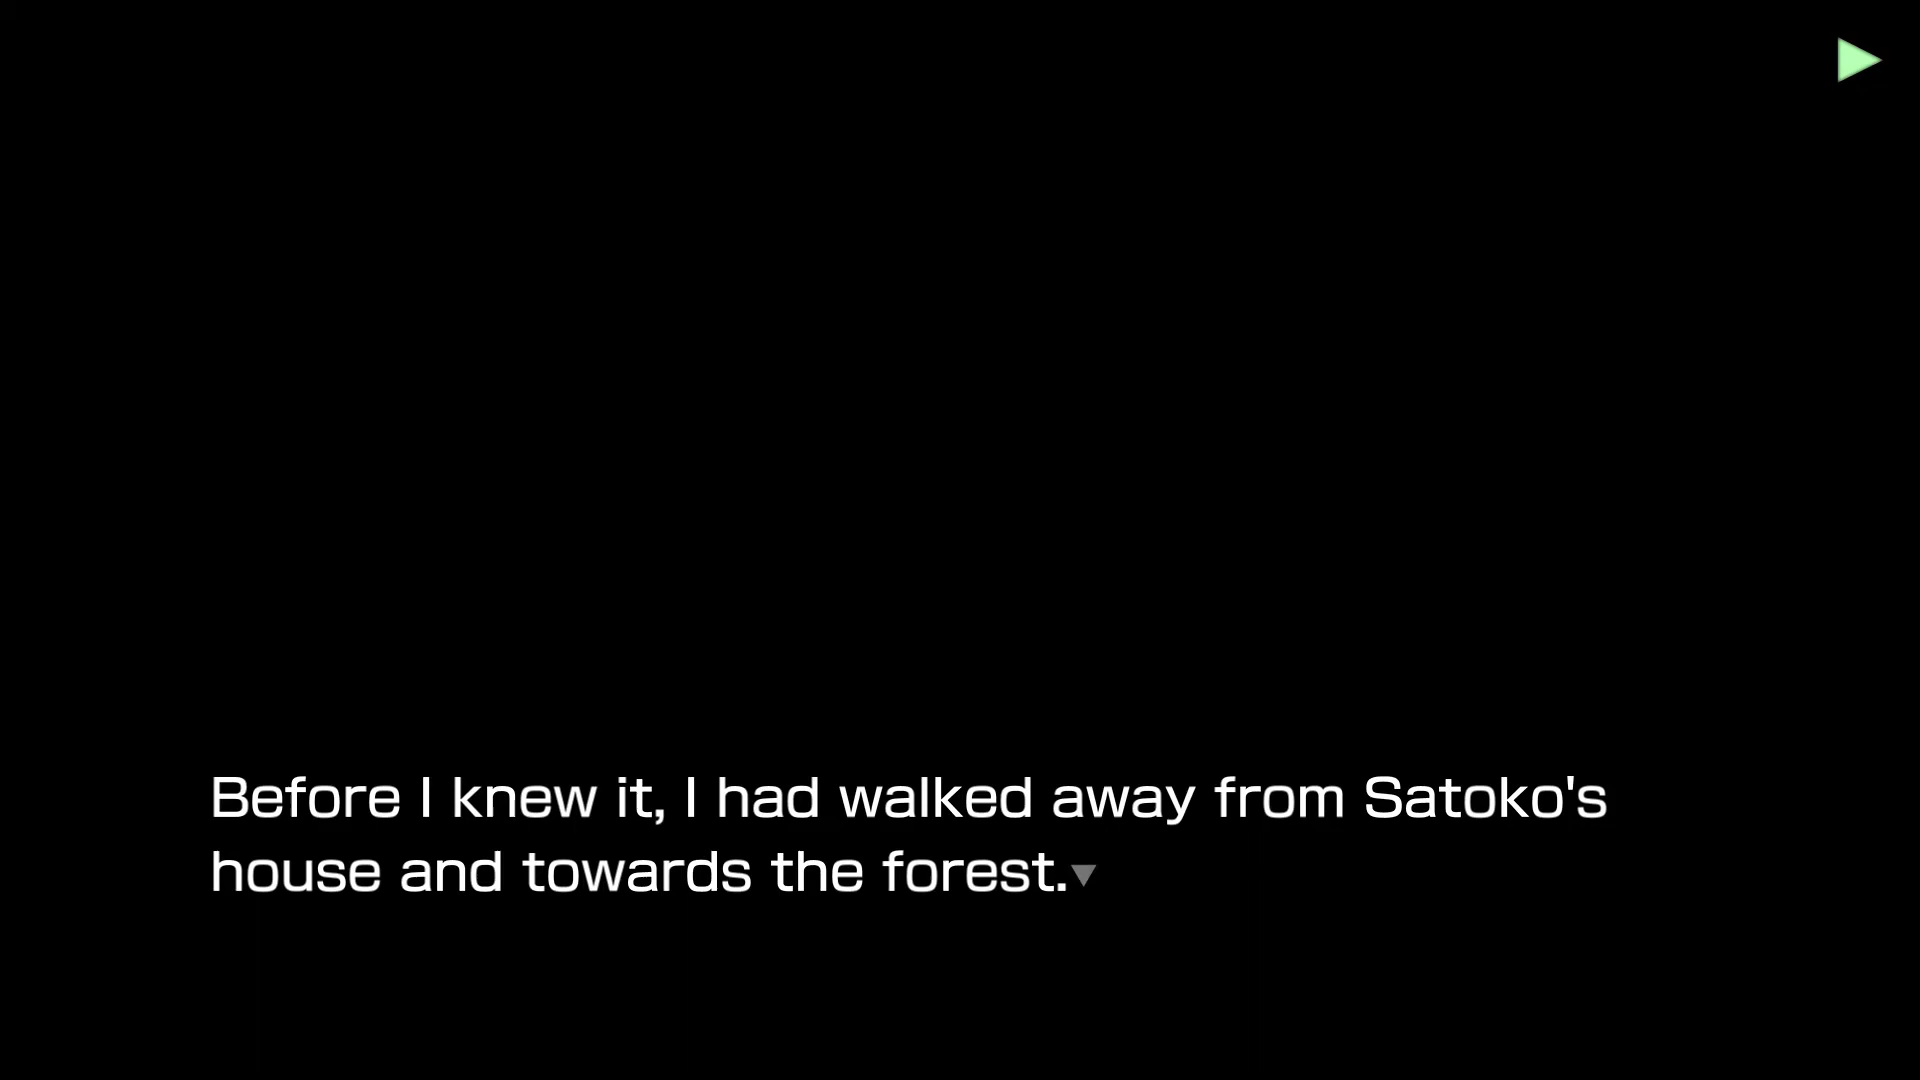 Before I knew it, I had walked away from Satoko's
house and towards the forest.